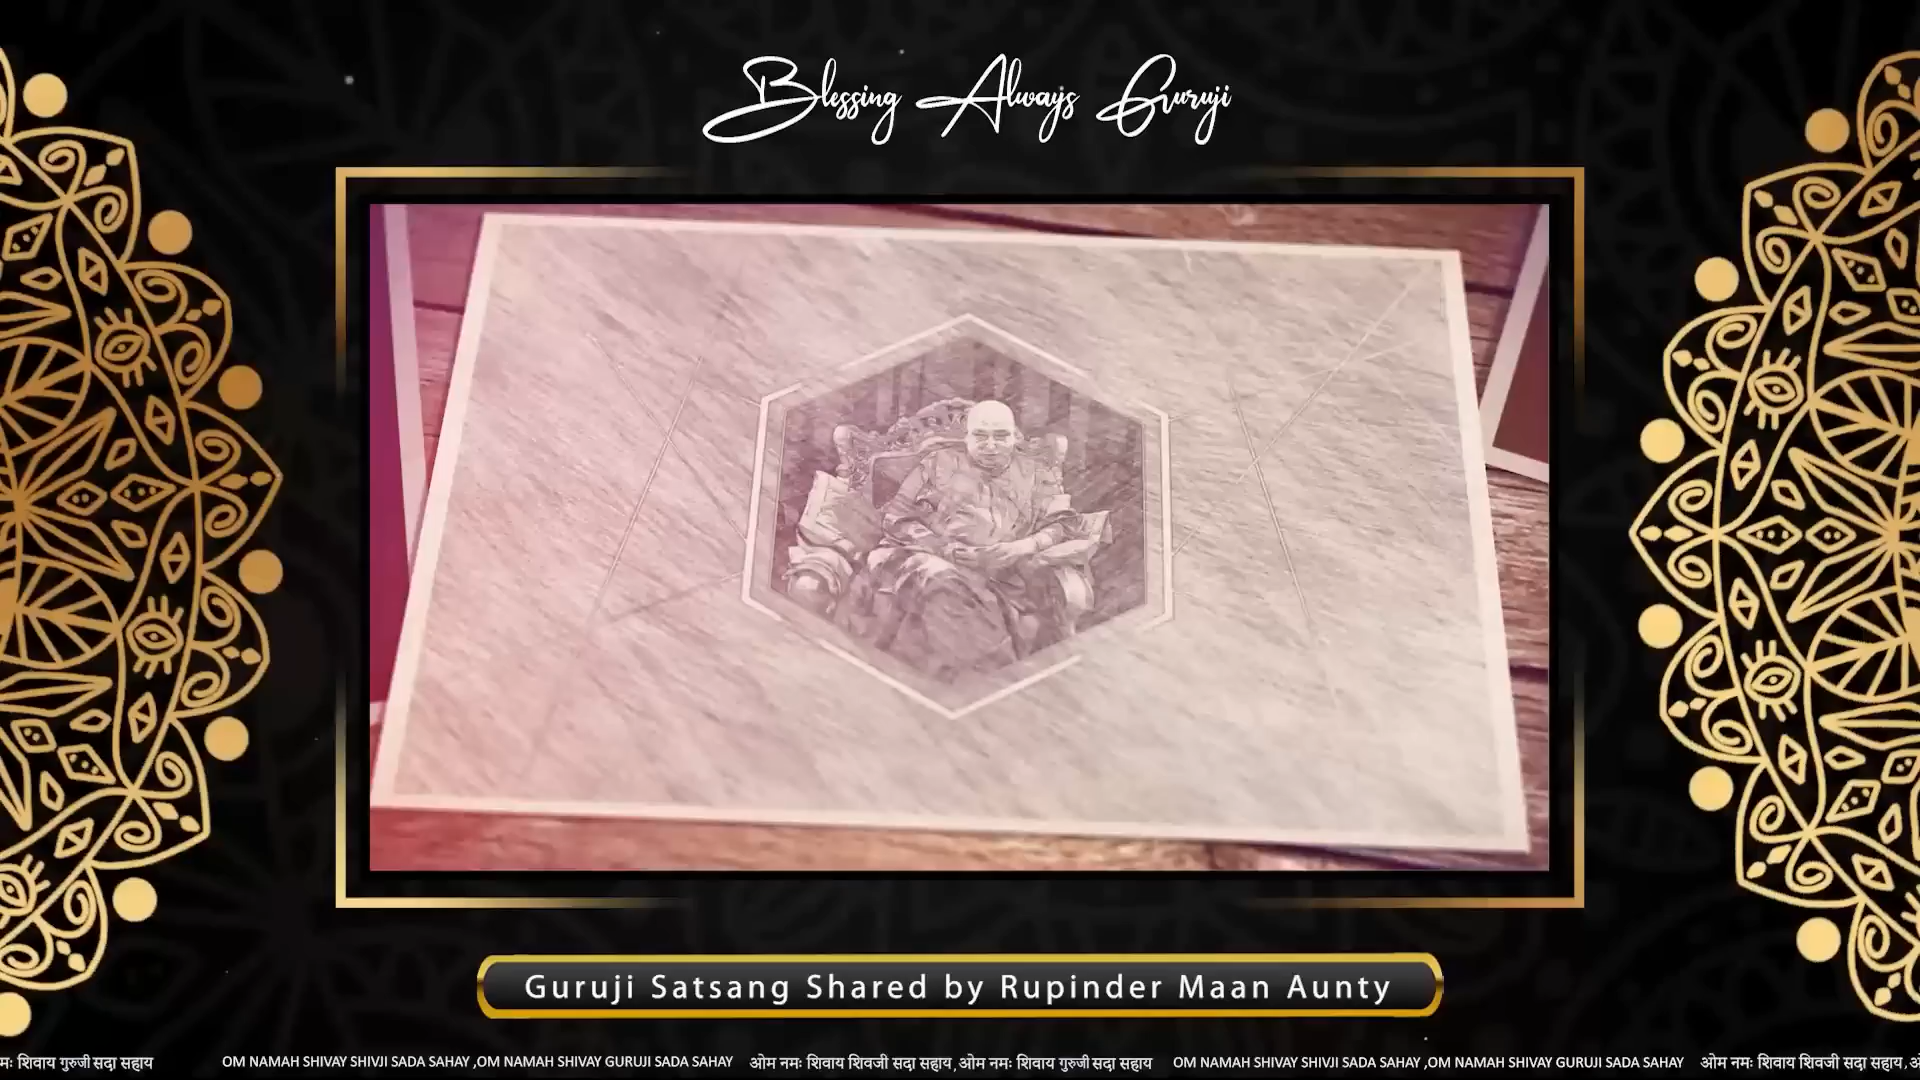 Blessing Always Guruji
Guruji Satsang Shared by Rupinder Maan Aunty
मः शिवाय गुरुजी सदा सहाय OM NAMAH SHIVAY SHIVJI SADA SAHAY ,OM NAMAH SHIVAY GURUJI SADA SAHAY ओम नमः शिवाय शिवजी सदा सहाय, ओम नमः शिवाय गुरुजी सदा सहाय OM NAMAH SHIVAY SHIVJI SADA SAHAY ,OM NAMAH SHIVAY GURUJI SADA SAHAY ओम नमः शिवाय शिवजी सदा सहाय,